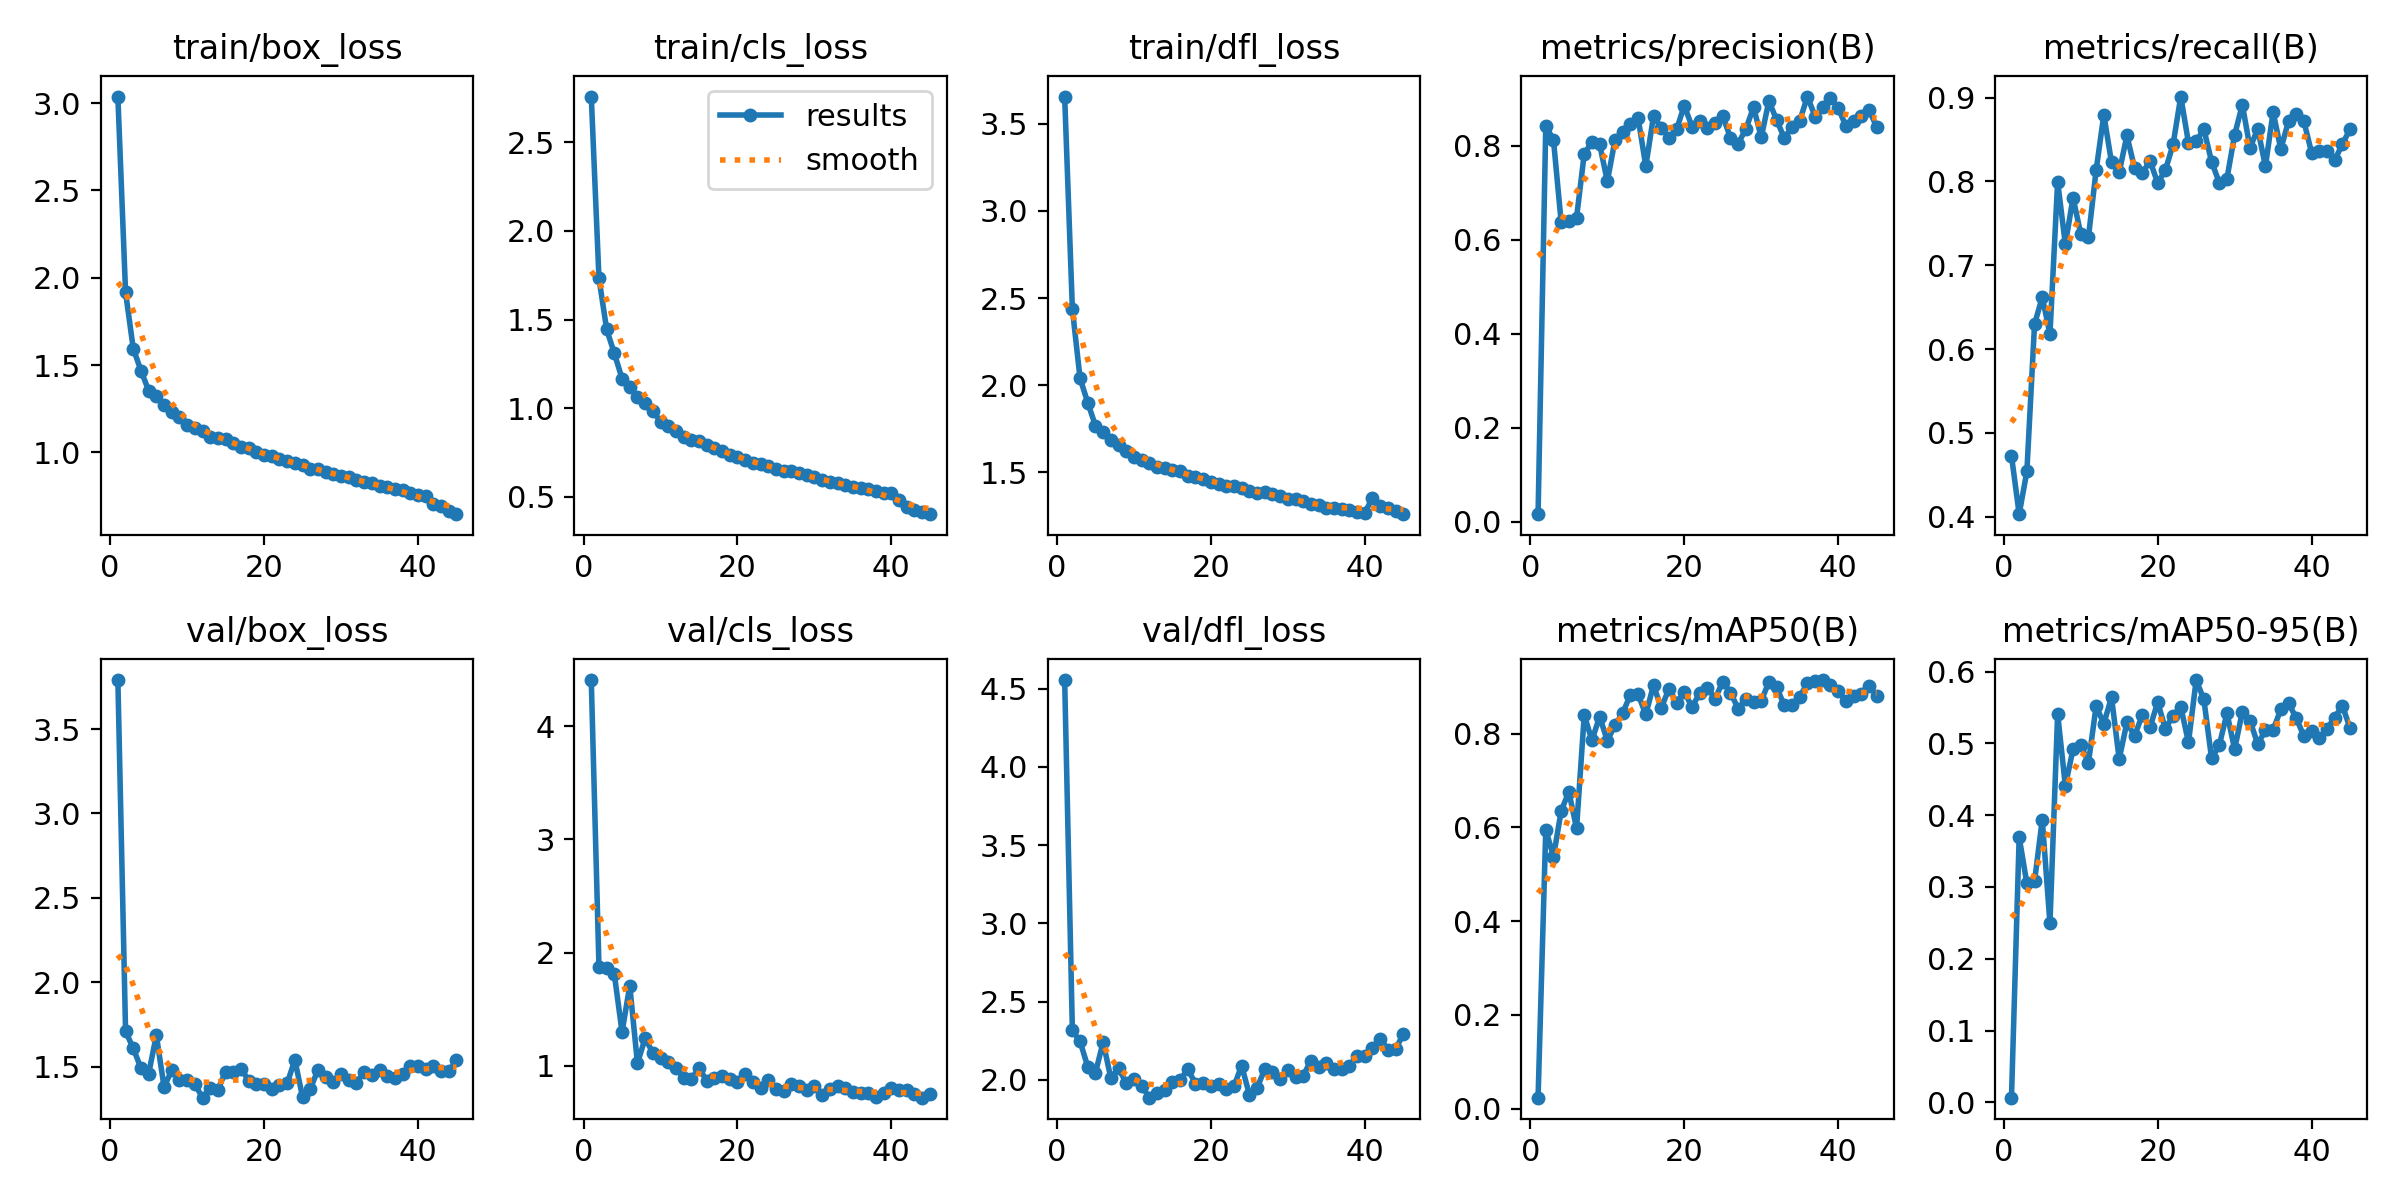 train/box_loss
3.0
2.5
2.0
1.5
1.0
0 20 40
train/cls_loss
results
smooth
2.5
2.0
1.5
1.0
0.5
0 20 40
train/dfl_loss
3.5
3.0
2.5
2.0
1.5
0 20 40
metrics/precision(B)
0.8
0.6
0.4
0.2
0.0
0 20 40
metrics/recall(B)
0.9
0.8
0.7
0.6
0.5
0.4
0 20 40
val/box_loss
3.5
3.0
2.5
2.0
1.5
0 20 40
val/cls_loss
4
3
2
1
0 20 40
val/dfl_loss
4.5
4.0
3.5
3.0
2.5
2.0
0 20 40
metrics/mAP50(B)
0.8
0.6
0.4
0.2
0.0
0 20 40
metrics/mAP50-95(B)
0.6
0.5
0.4
0.3
0.2
0.1
0.0
0 20 40